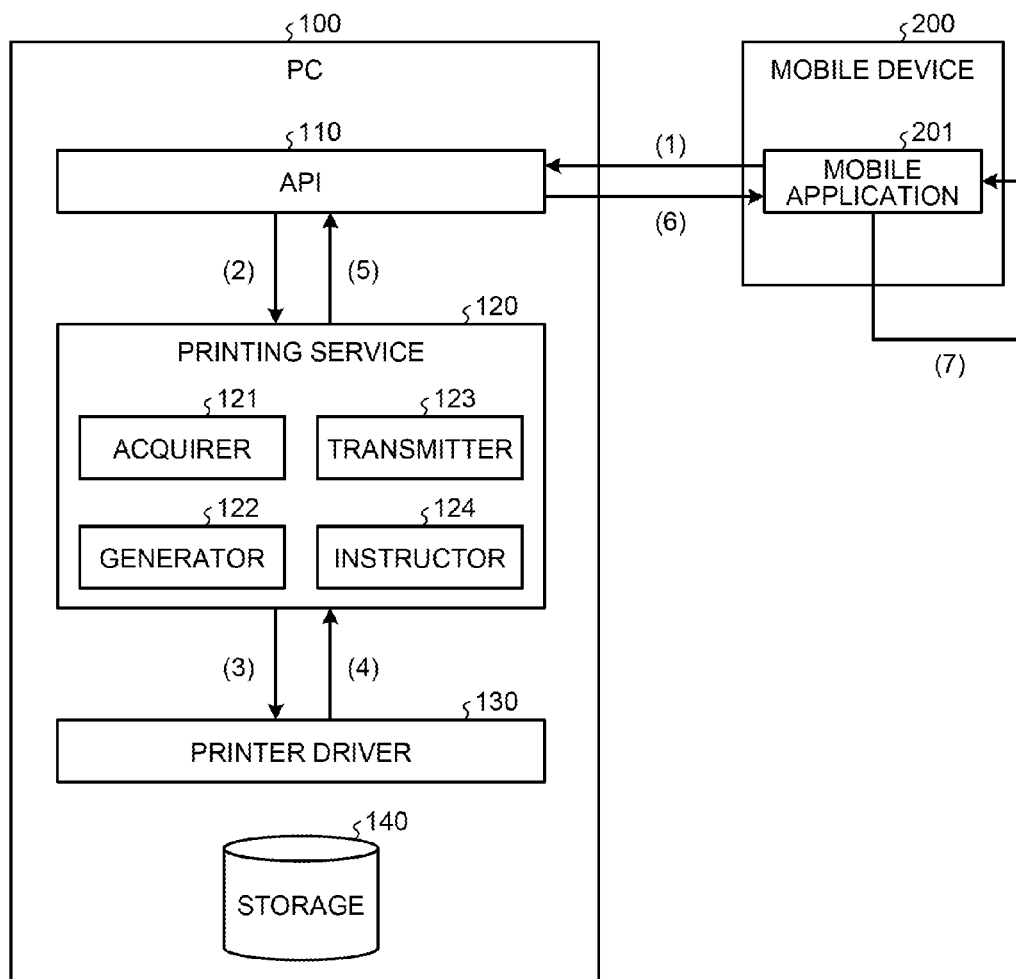 100
PC
200
MOBILE DEVICE
110
API
201
MOBILE
APPLICATION
(1)
(6)
(2)
(5)
(7)
120
PRINTING SERVICE
121
ACQUIRER
123
TRANSMITTER
122
GENERATOR
124
INSTRUCTOR
(3)
(4)
130
PRINTER DRIVER
140
STORAGE